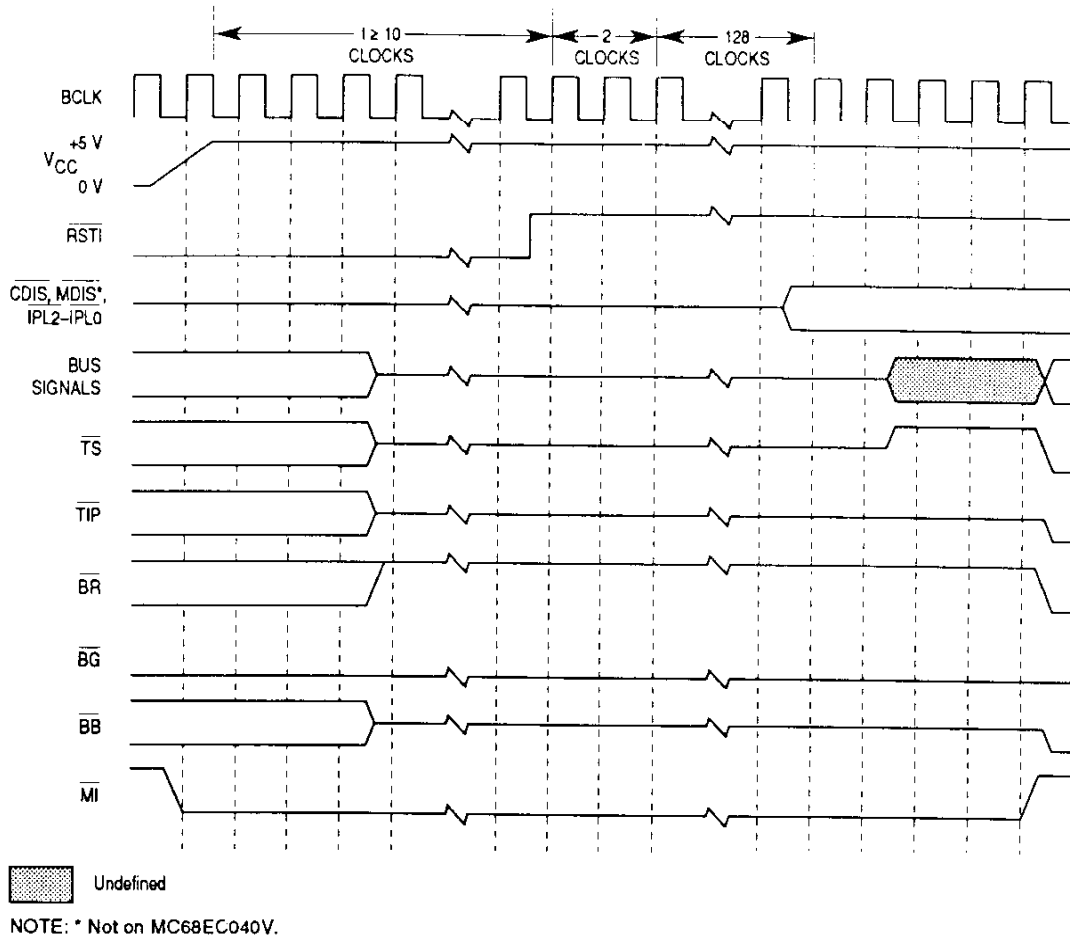 t ≥ 10
CLOCKS
2
CLOCKS
128
CLOCKS
BCLK
+5 V
VCC
0 V
RSTI
CDIS, MDIS*,
IPL2–IPL0
BUS
SIGNALS
TS
TIP
BR
BG
BB
MI
Undefined
NOTE: * Not on MC68EC040V.